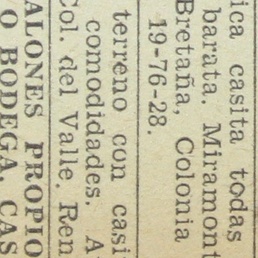 ica casita todas
barata. Miramont
Bretaña, Colonia
19-76-28.
terreno con casi
comodidades. A
Col. del Valle. Ren
ALONES PROPIO
O BODEGA. CAS